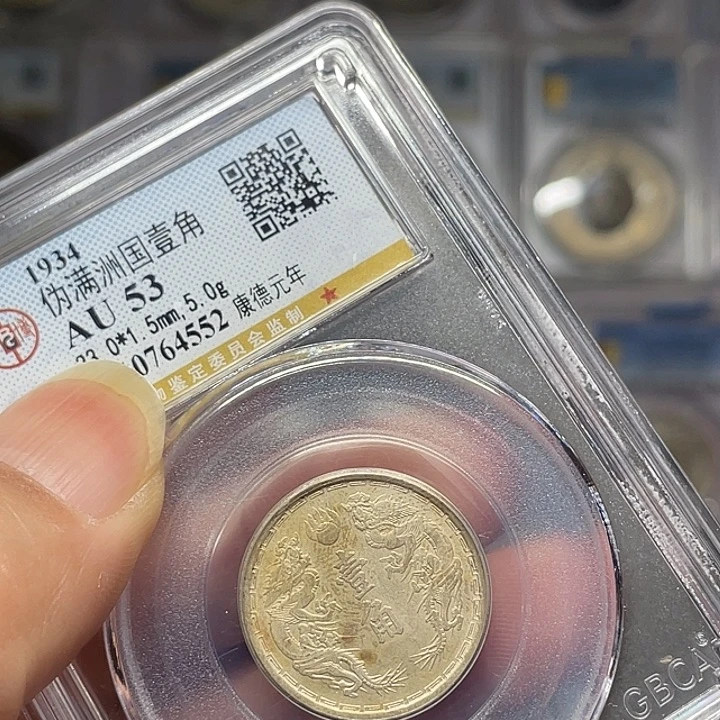 1934
伪满洲国壹角
AU 53
23.0*1.5mm,5.0g
康德元年
0764552
物鉴定委员会监制
壹角
GBCA